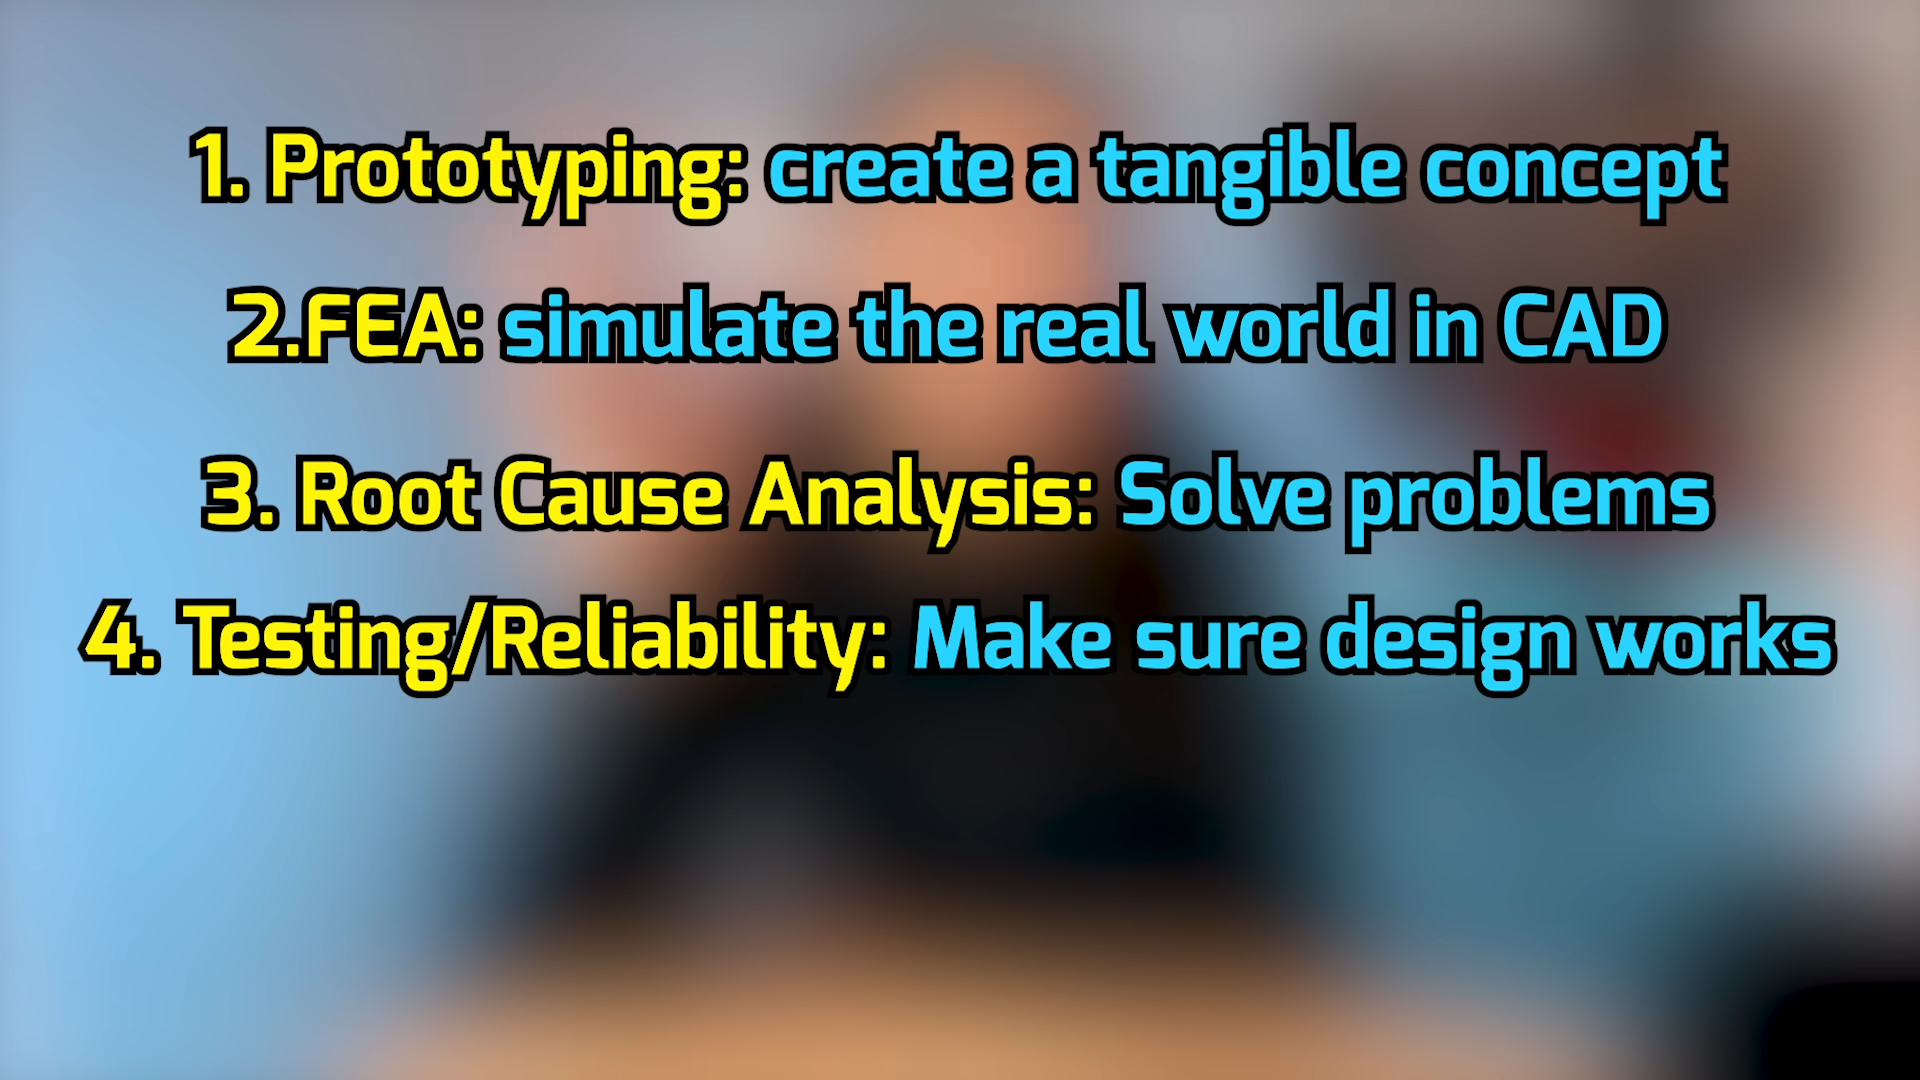 1. Prototyping: create a tangible concept
2.FEA: simulate the real world in CAD
3. Root Cause Analysis: Solve problems
4. Testing/Reliability: Make sure design works